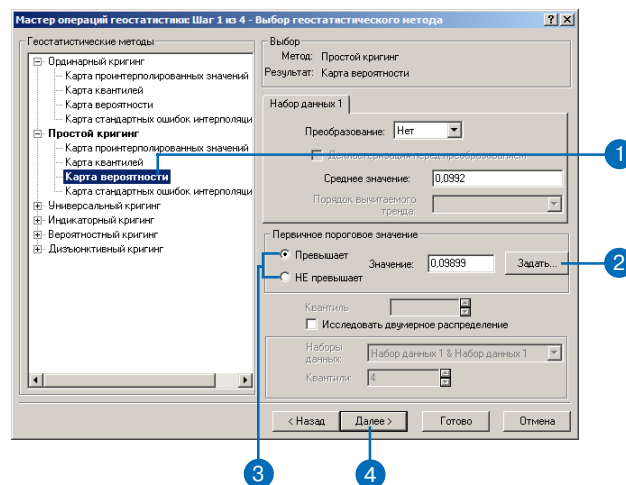 Мастер операций геостатистики: Шаг 1 из 4 - Выбор геостатистического метода
Геостатистические методы
Ординарный кригинг
Карта проинтерполированных значений
Карта квантилей
Карта вероятности
Карта стандартных ошибок интерполяци
Простой кригинг
Карта проинтерполированных значений
Карта квантилей
Карта вероятности
Карта стандартных ошибок интерполяци
Универсальный кригинг
Индикаторный кригинг
Вероятностный кригинг
Дизъюнктивный кригинг
Выбор
Метод: Простой кригинг
Результат: Карта вероятности
Набор данных 1
Преобразование: Нет
Декластеризация перед преобразованием
Среднее значение: 0,0992
Порядок вычитаемого
тренда:
Первичное пороговое значение
Превышает
НЕ превышает
Значение: 0,09899
Задать...
Квантиль
Исследовать двумерное распределение
Наборы
данных: Набор данных 1 & Набор данных 1
Квантили: 4
< Назад
Далее >
Готово
Отмена
1
2
3
4